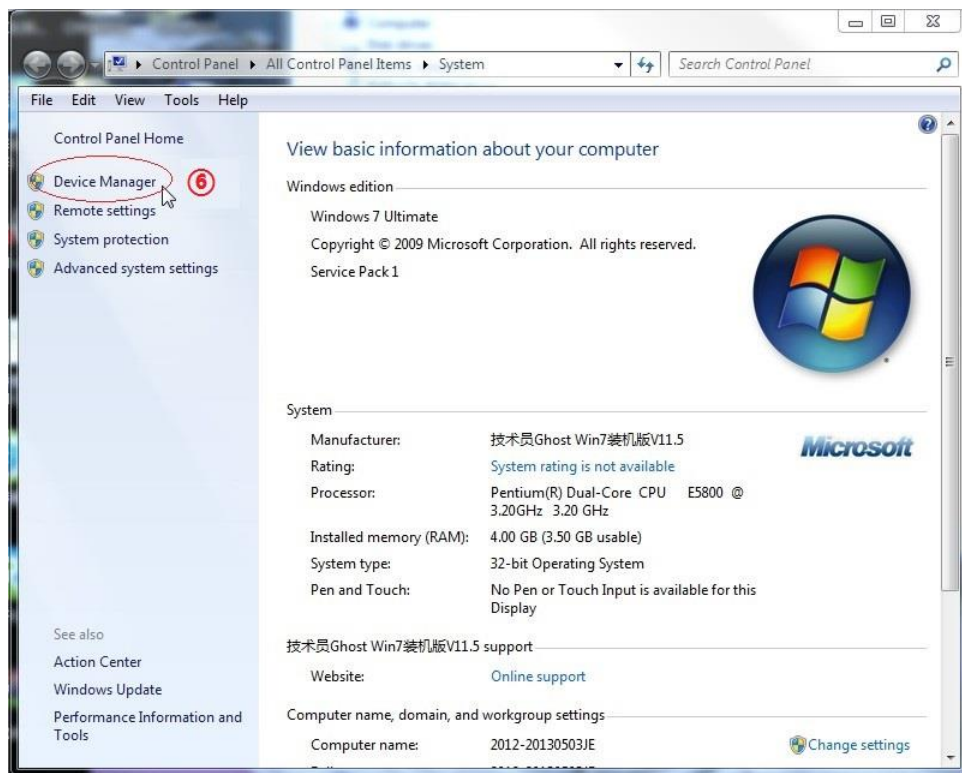 Control Panel ▸ All Control Panel Items ▸ System
Search Control Panel
File Edit View Tools Help
Control Panel Home
Device Manager ⑥
Remote settings
System protection
Advanced system settings
See also
Action Center
Windows Update
Performance Information and
Tools
View basic information about your computer
Windows edition
Windows 7 Ultimate
Copyright © 2009 Microsoft Corporation. All rights reserved.
Service Pack 1
System
Manufacturer: 技术员Ghost Win7装机版V11.5
Microsoft
Rating: System rating is not available
Processor: Pentium(R) Dual-Core CPU E5800 @
3.20GHz 3.20 GHz
Installed memory (RAM): 4.00 GB (3.50 GB usable)
System type: 32-bit Operating System
Pen and Touch: No Pen or Touch Input is available for this
Display
技术员Ghost Win7装机版V11.5 support
Website: Online support
Computer name, domain, and workgroup settings
Computer name: 2012-20130503JE
Change settings